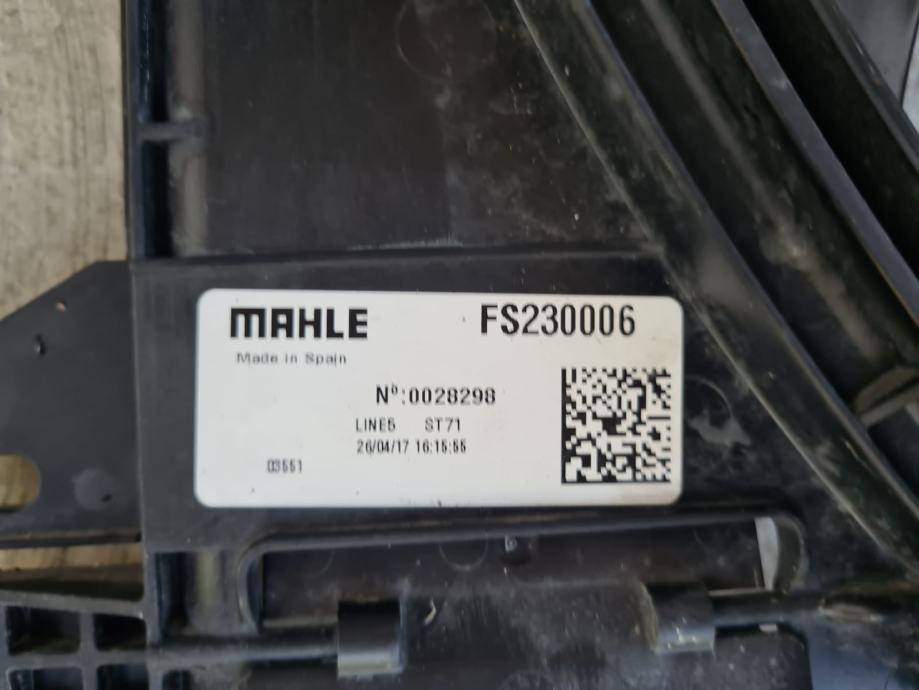 MAHLE FS230006
Made in Spain
Nº:0028298
LINE5 ST71
26/04/17 16:15:55
03551